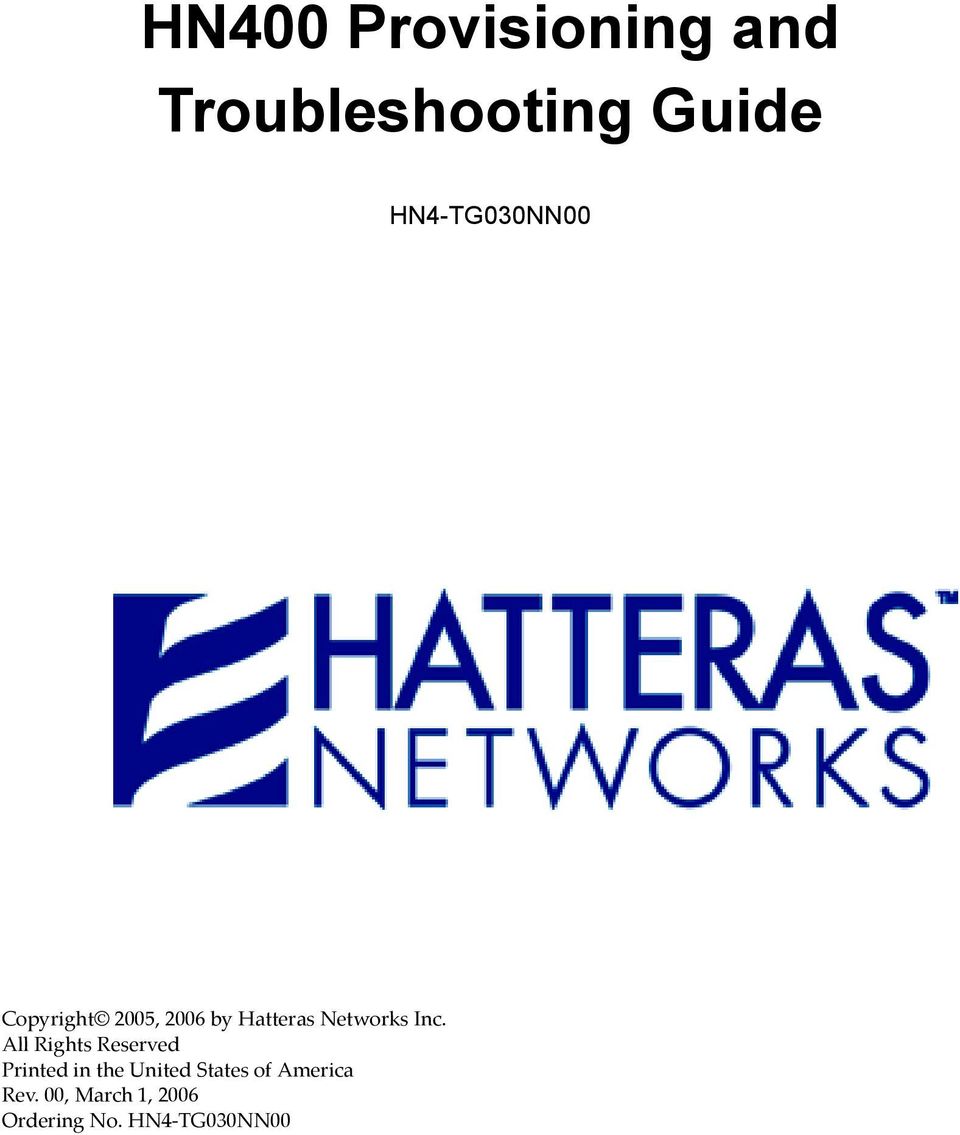 HN400 Provisioning and
Troubleshooting Guide
HN4-TG030NN00
HATTERAS™
NETWORKS
Copyright© 2005, 2006 by Hatteras Networks Inc.
All Rights Reserved
Printed in the United States of America
Rev. 00, March 1, 2006
Ordering No. HN4-TG030NN00